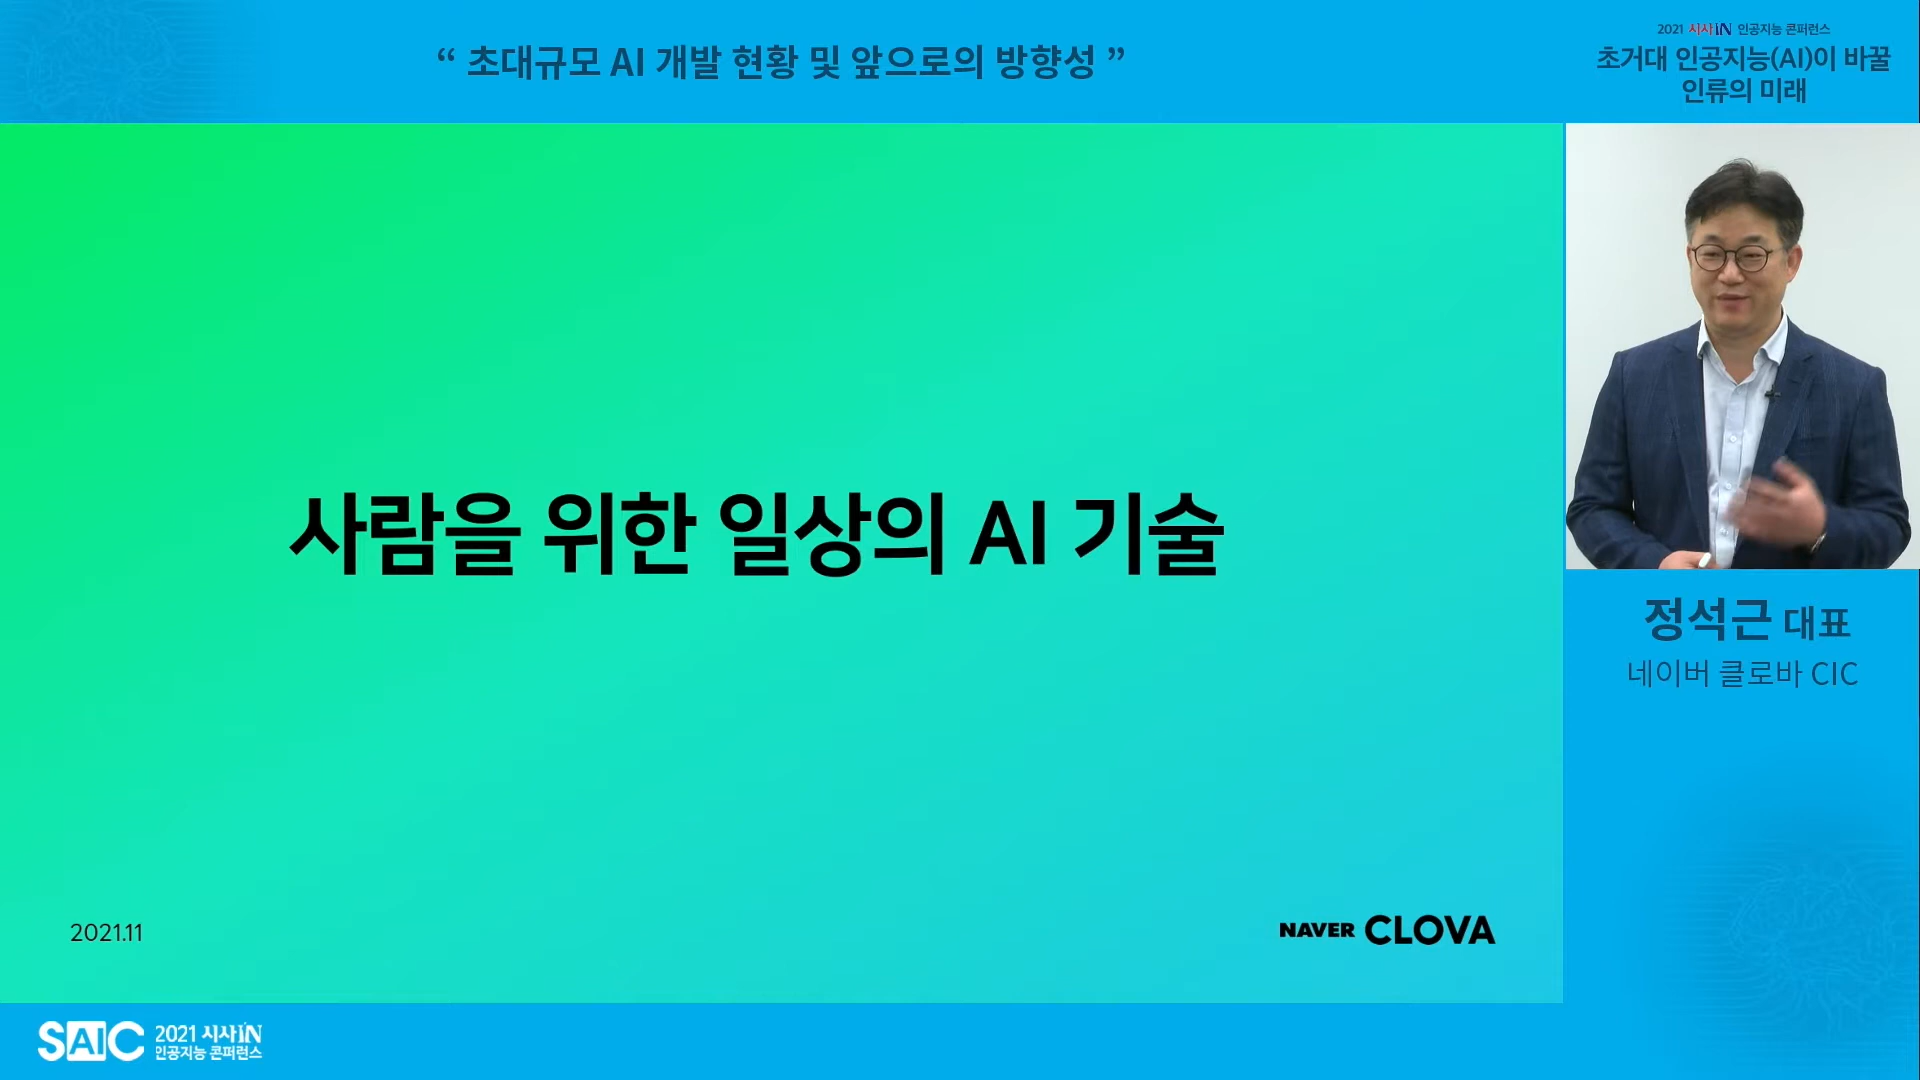 “ 초대규모 AI 개발 현황 및 앞으로의 방향성 ”
2021 시사IN 인공지능 콘퍼런스
초거대 인공지능(AI)이 바꿀
인류의 미래
사람을 위한 일상의 AI 기술
정석근 대표
네이버 클로바 CIC
2021.11
NAVER CLOVA
SAIC
2021 시사IN
인공지능 콘퍼런스